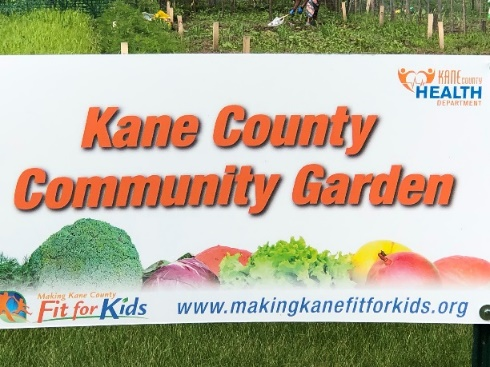 KANE COUNTY
HEALTH
DEPARTMENT
Kane County
Community Garden
Making Kane County
Fit for Kids
www.makingkanefitforkids.org